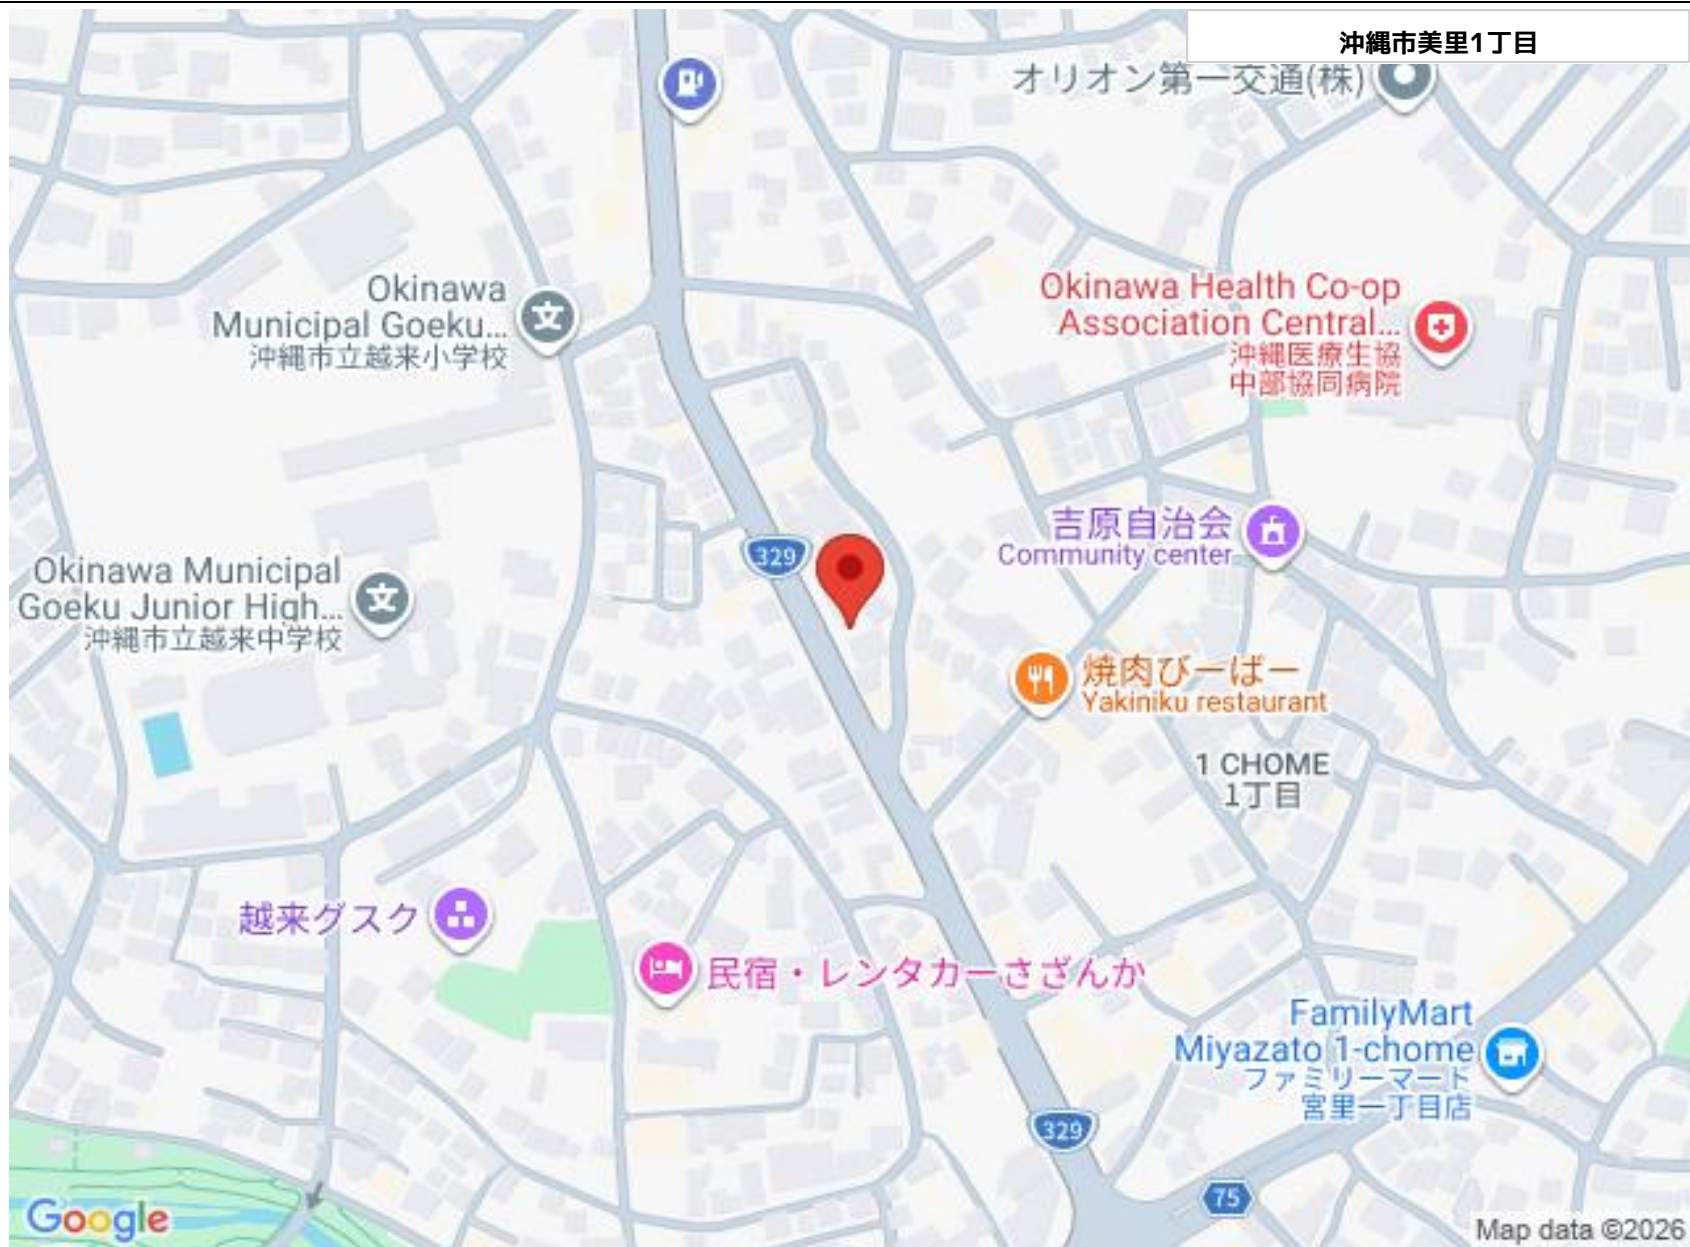 沖縄市美里1丁目
オリオン第一交通(株)
Okinawa
Municipal Goeku...
沖縄市立越来小学校
Okinawa Health Co-op
Association Central...
沖縄医療生協
中部協同病院
329
吉原自治会
Community center
Okinawa Municipal
Goeku Junior High...
沖縄市立越来中学校
焼肉びーばー
Yakiniku restaurant
1 CHOME
1丁目
越来グスク
民宿・レンタカーさざんか
FamilyMart
Miyazato 1-chome
ファミリーマート
宮里一丁目店
329
75
Google
Map data ©2026